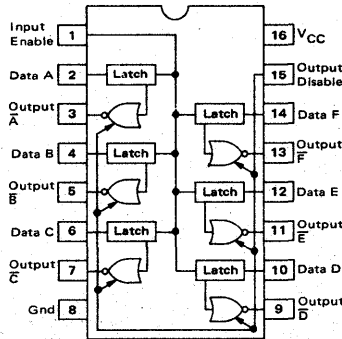 Input
Enable 1
16 VCC
Data A 2
Latch
15 Output
Disable
Output
A 3
Latch
14 Data F
Data B 4
Latch
13 Output
F
Output
B 5
Latch
12 Data E
Data C 6
Latch
11 Output
E
Output
C 7
Latch
10 Data D
Gnd 8
9 Output
D